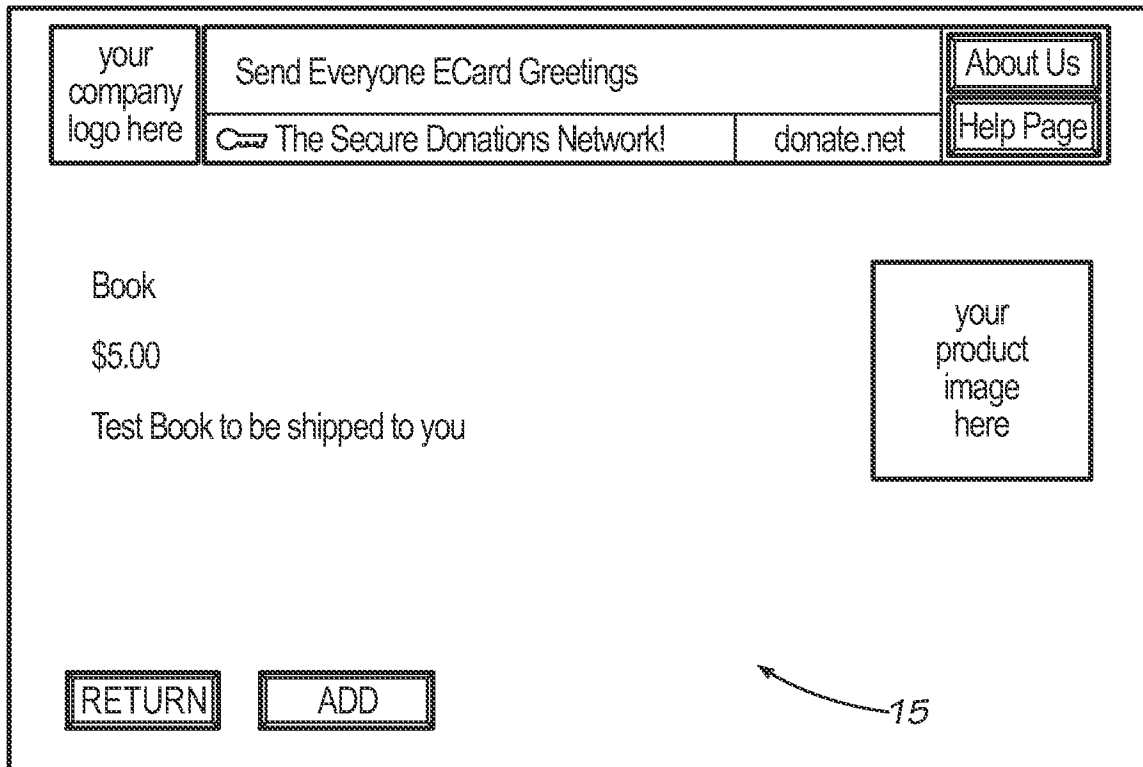 your
company
logo here
Send Everyone ECard Greetings
The Secure Donations Network!
donate.net
About Us
Help Page
Book
$5.00
Test Book to be shipped to you
your
product
image
here
RETURN
ADD
15